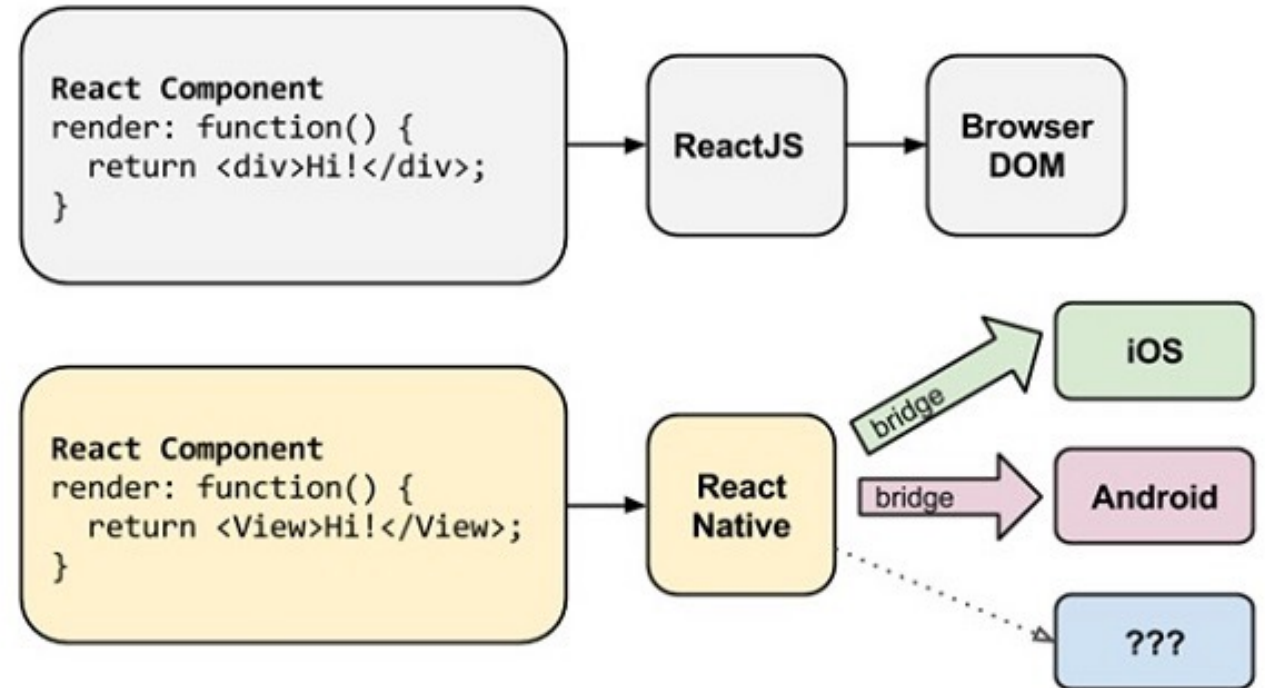 React Component
render: function() {
  return <div>Hi!</div>;
}
ReactJS
Browser
DOM
React Component
render: function() {
  return <View>Hi!</View>;
}
React
Native
bridge
iOS
bridge
Android
???